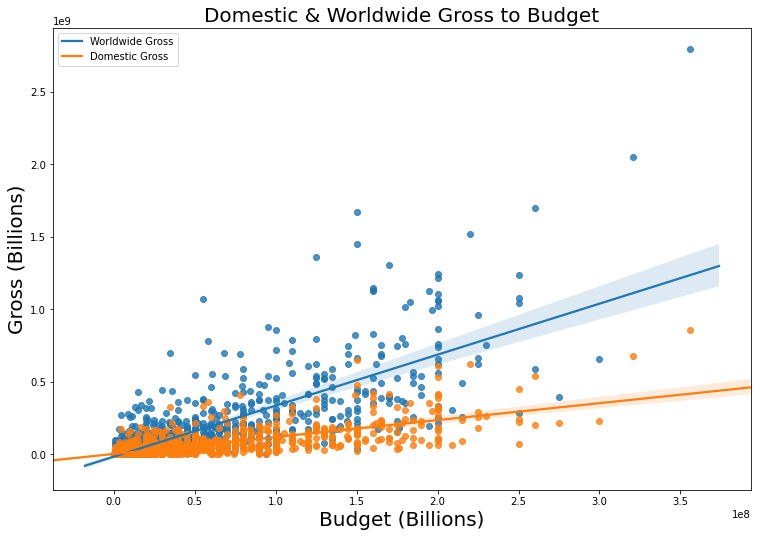 Domestic & Worldwide Gross to Budget
1e9
Worldwide Gross
Domestic Gross
Gross (Billions)
2.5
2.0
1.5
1.0
0.5
0.0
0.0 0.5 1.0 1.5 2.0 2.5 3.0 3.5
1e8
Budget (Billions)